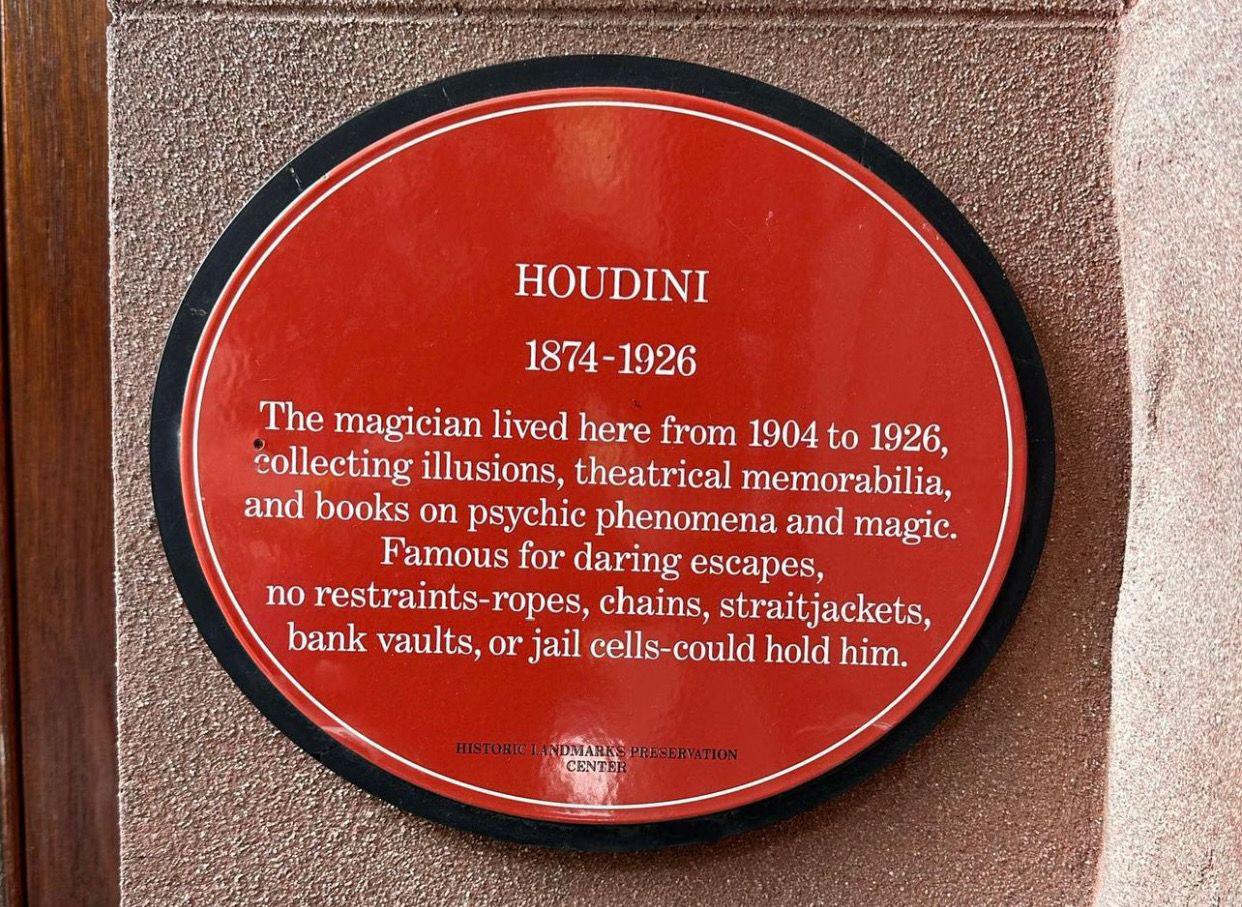 HOUDINI
1874-1926
The magician lived here from 1904 to 1926,
collecting illusions, theatrical memorabilia,
and books on psychic phenomena and magic.
Famous for daring escapes,
no restraints-ropes, chains, straitjackets,
bank vaults, or jail cells-could hold him.
HISTORIC LANDMARKS PRESERVATION
CENTER